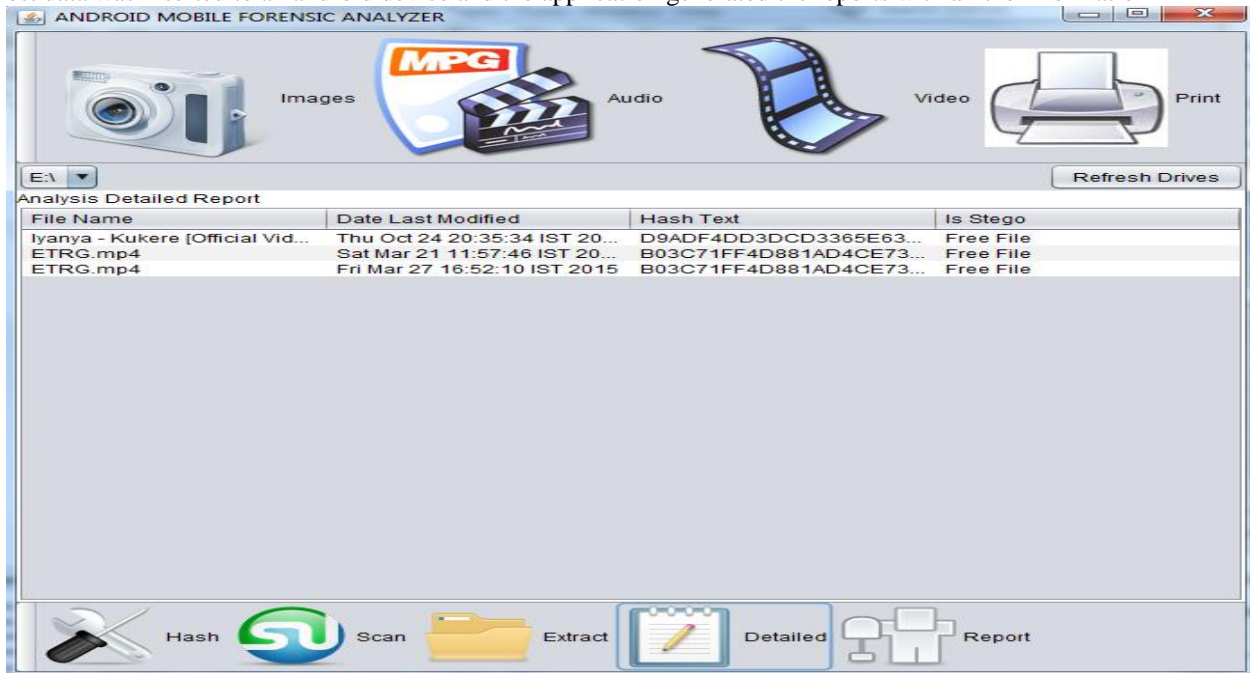 ANDROID MOBILE FORENSIC ANALYZER
MPG
Images
Audio
Video
Print
E:\
Refresh Drives
Analysis Detailed Report
File Name Date Last Modified Hash Text Is Stego
Iyanya - Kukere [Official Vid... Thu Oct 24 20:35:34 IST 20... D9ADF4DD3DCD3365E63... Free File
ETRG.mp4 Sat Mar 21 11:57:46 IST 20... B03C71FF4D881AD4CE73... Free File
ETRG.mp4 Fri Mar 27 16:52:10 IST 2015 B03C71FF4D881AD4CE73... Free File
Hash
Scan
Extract
Detailed
Report